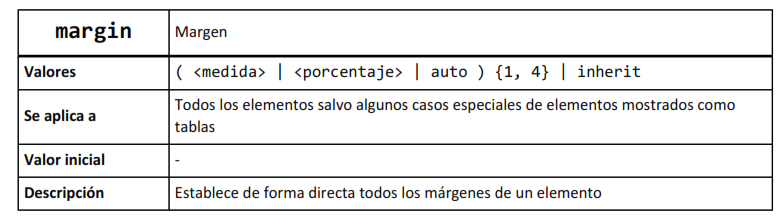 margin Margen
Valores ( <medida> | <porcentaje> | auto ) {1, 4} | inherit
Se aplica a Todos los elementos salvo algunos casos especiales de elementos mostrados como
tablas
Valor inicial -
Descripción Establece de forma directa todos los márgenes de un elemento